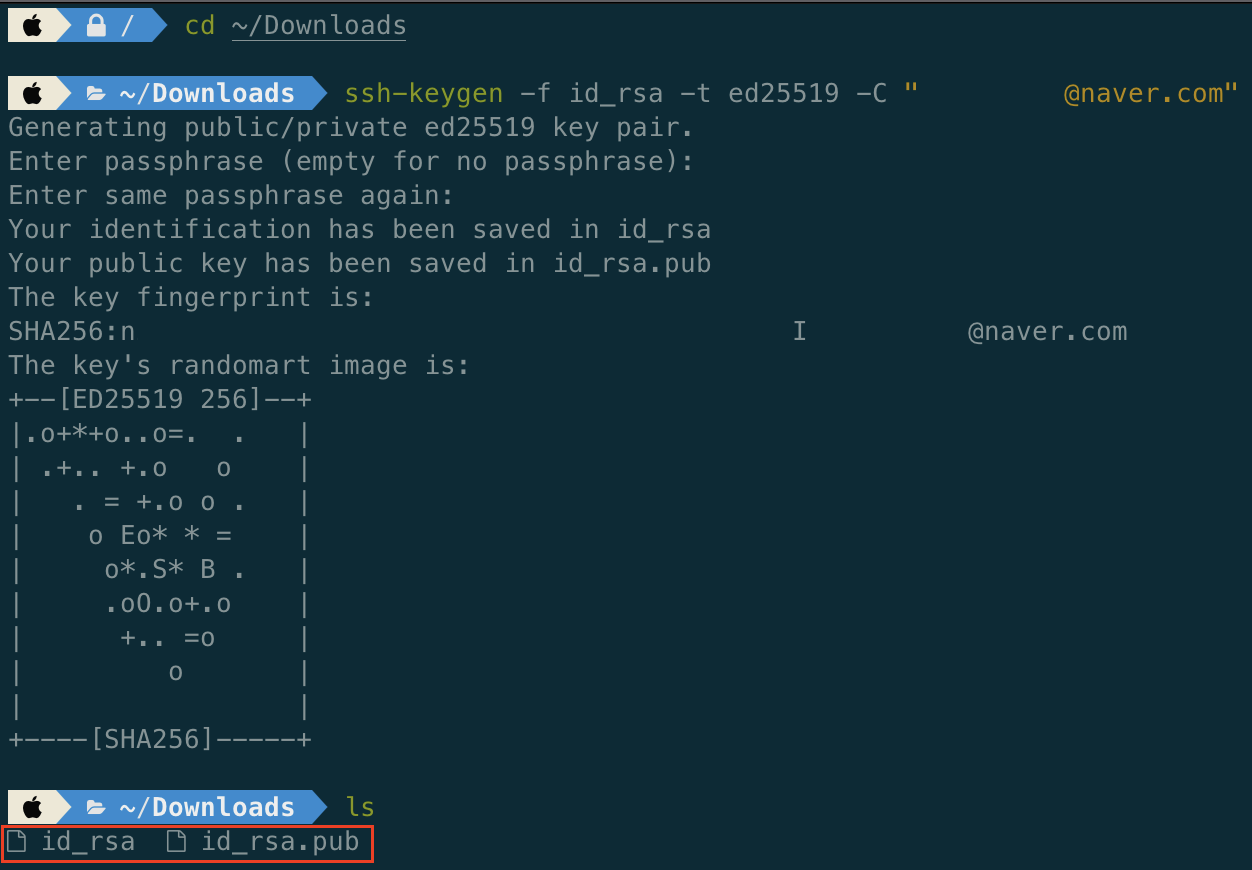 / cd ~/Downloads
~/Downloads ssh-keygen -f id_rsa -t ed25519 -C "         @naver.com"
Generating public/private ed25519 key pair.
Enter passphrase (empty for no passphrase):
Enter same passphrase again:
Your identification has been saved in id_rsa
Your public key has been saved in id_rsa.pub
The key fingerprint is:
SHA256:n                                         I          @naver.com
The key's randomart image is:
+--[ED25519 256]--+
|.o+*+o..o=.  .   |
| .+.. +.o   o    |
|   . = +.o o .   |
|    o Eo* * =    |
|     o*.S* B .   |
|     .oO.o+.o    |
|      +.. =o     |
|         o       |
|                 |
+----[SHA256]-----+
~/Downloads ls
id_rsa  id_rsa.pub